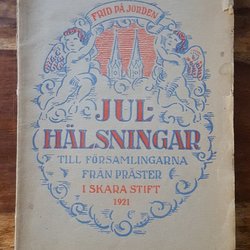 FRID PÅ JORDEN
JUL-
HÄLSNINGAR
TILL FÖRSAMLINGARNA
FRÅN PRÄSTER
I SKARA STIFT
1921